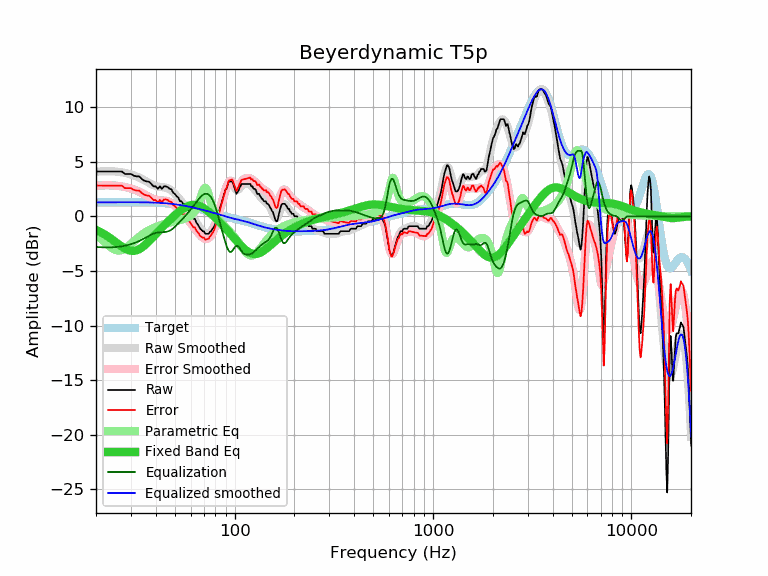 Beyerdynamic T5p
10
5
0
−5
−10
−15
−20
−25
Amplitude (dBr)
Target
Raw Smoothed
Error Smoothed
Raw
Error
Parametric Eq
Fixed Band Eq
Equalization
Equalized smoothed
100
1000
10000
Frequency (Hz)